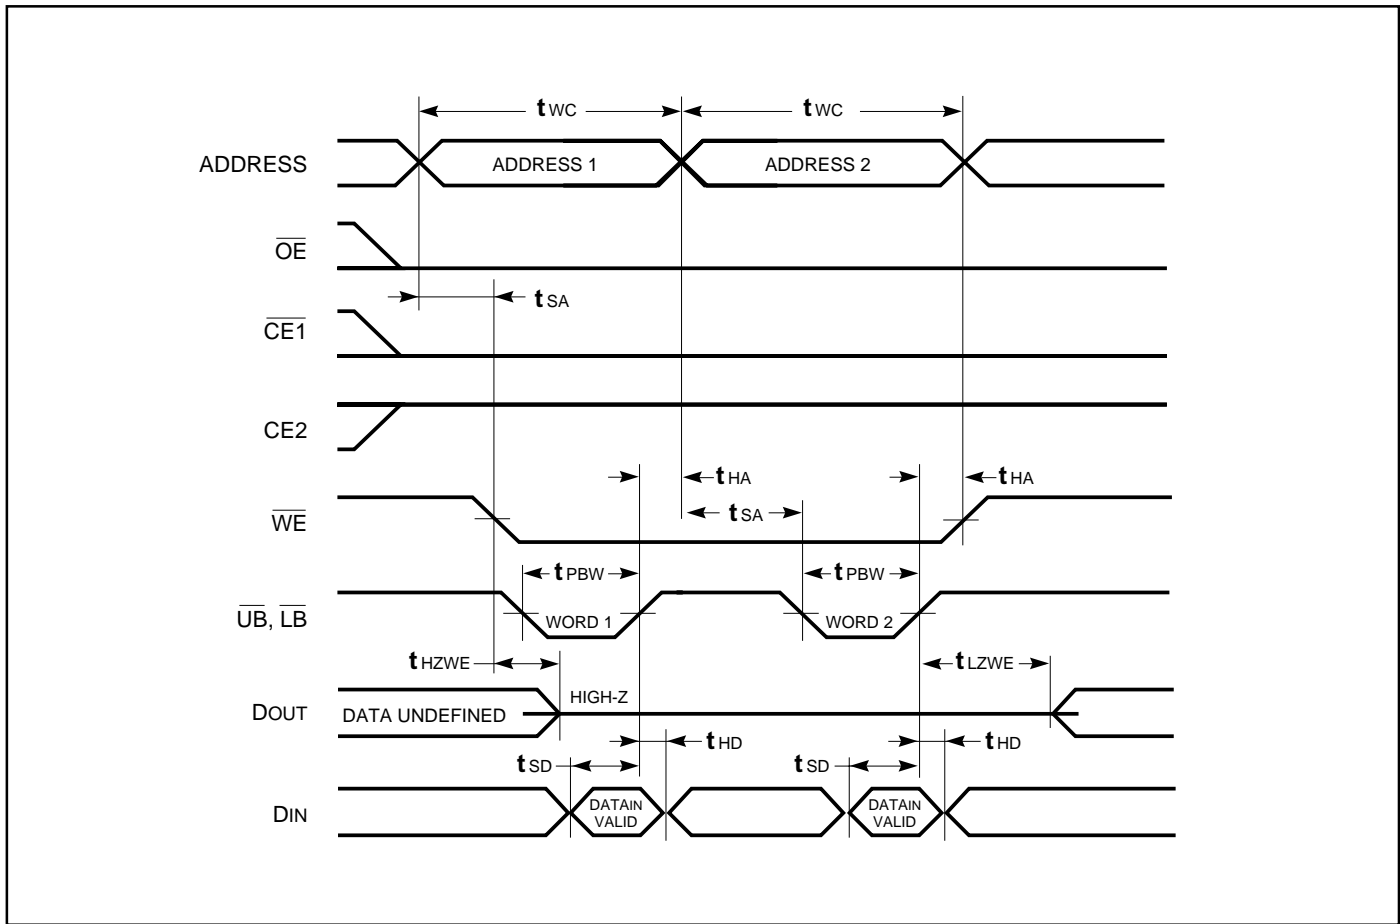 tWC tWC
ADDRESS ADDRESS 1 ADDRESS 2
OE
tSA
CE1
CE2
tHA tHA
WE tSA
tPBW tPBW
UB, LB WORD 1 WORD 2
tHZWE tLZWE
HIGH-Z
DOUT DATA UNDEFINED
tHD tHD
tSD tSD
DIN DATAIN VALID DATAIN VALID